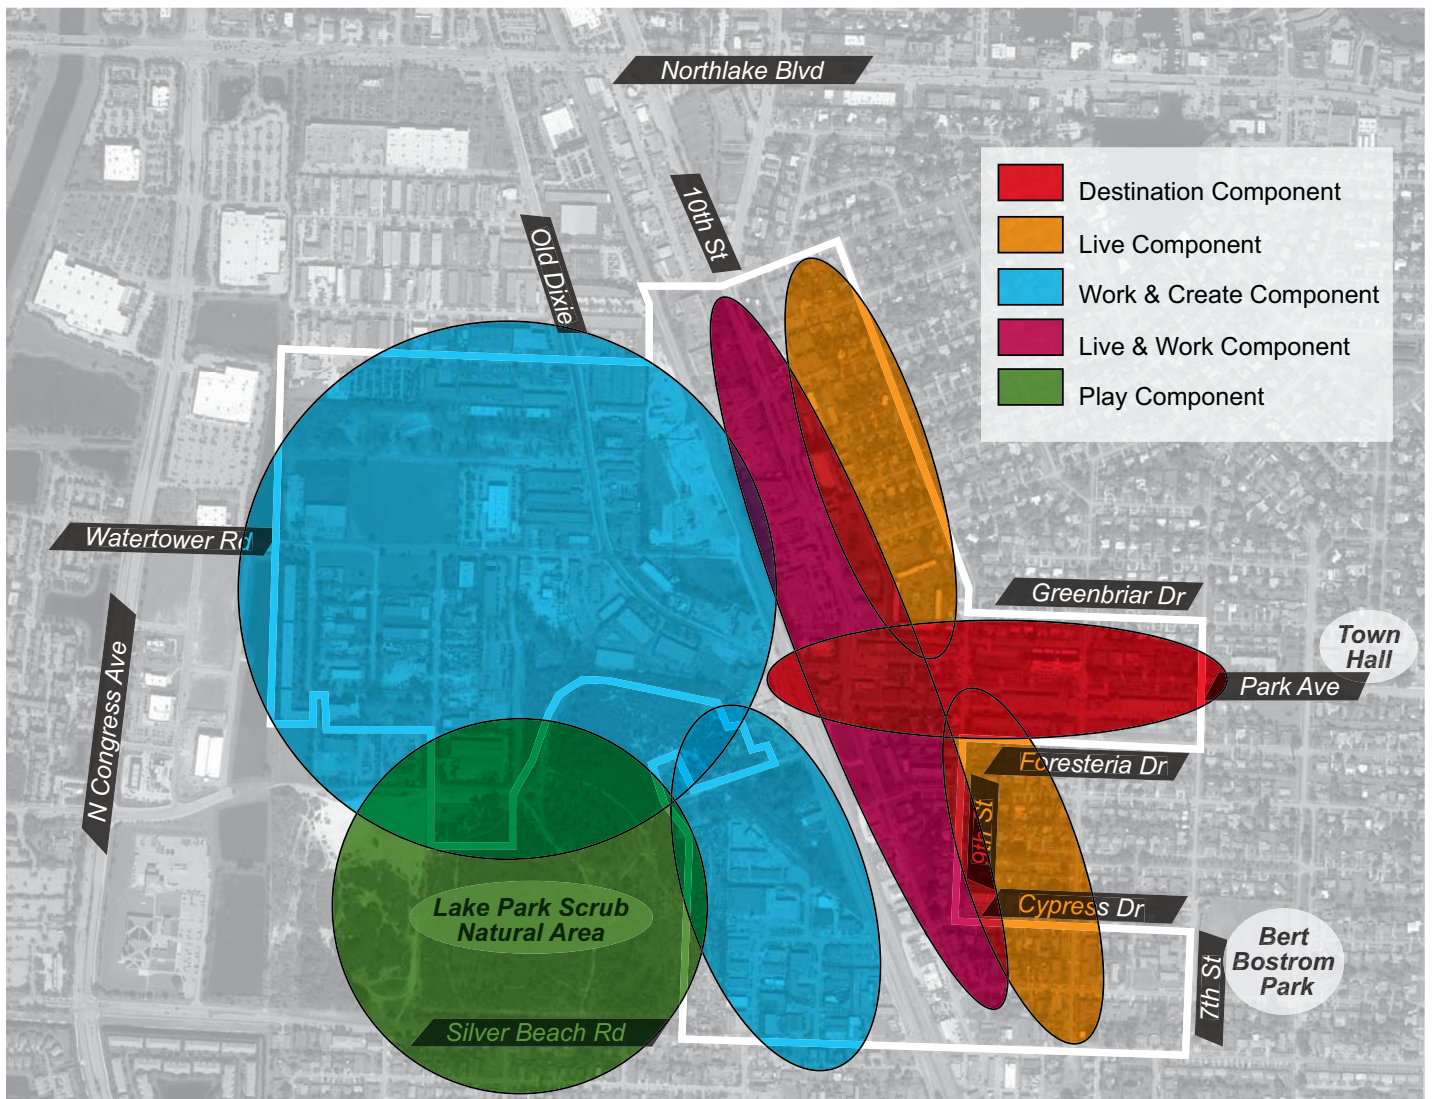 Northlake Blvd
10th St
Old Dixie
Destination Component
Live Component
Work & Create Component
Live & Work Component
Play Component
Watertower Rd
Greenbriar Dr
Town
Hall
Park Ave
N Congress Ave
Foresteria Dr
9th St
Lake Park Scrub
Natural Area
Cypress Dr
Bert
Bostrom
Park
7th St
Silver Beach Rd